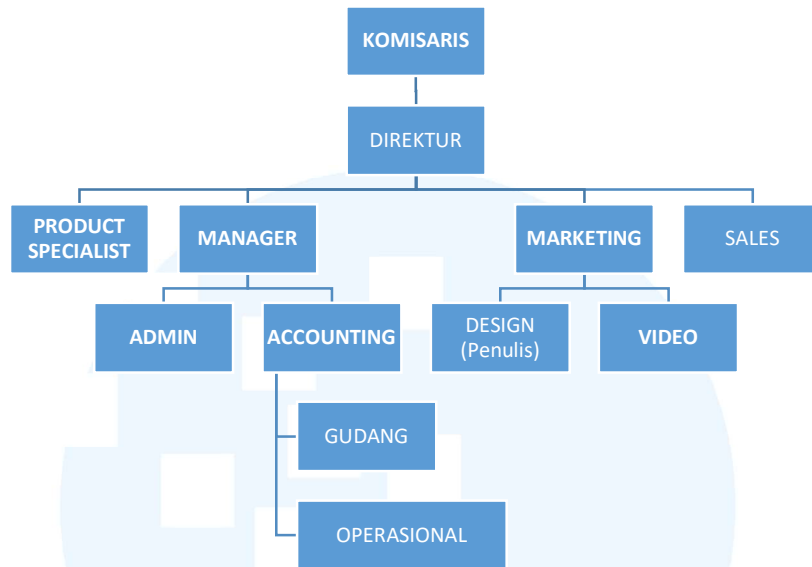 KOMISARIS
DIREKTUR
PRODUCT
SPECIALIST
MANAGER
MARKETING
SALES
ADMIN
ACCOUNTING
DESIGN
(Penulis)
VIDEO
GUDANG
OPERASIONAL